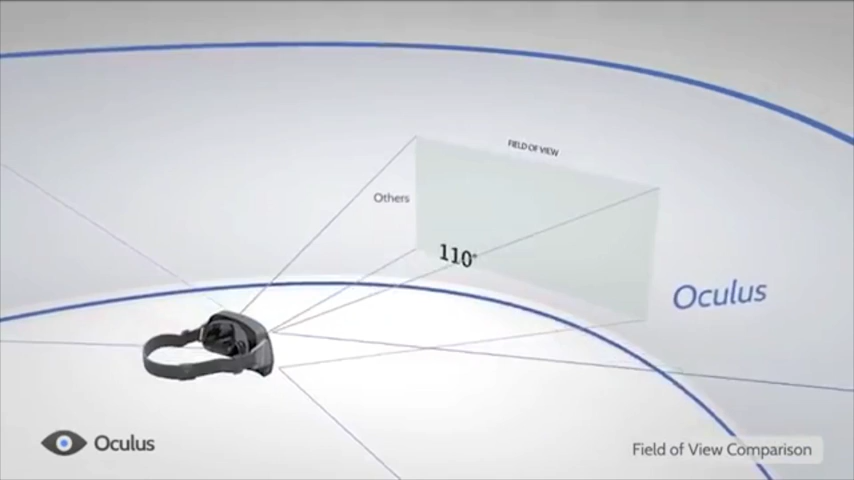 FIELD OF VIEW
Others
110°
Oculus
Oculus
Field of View Comparison